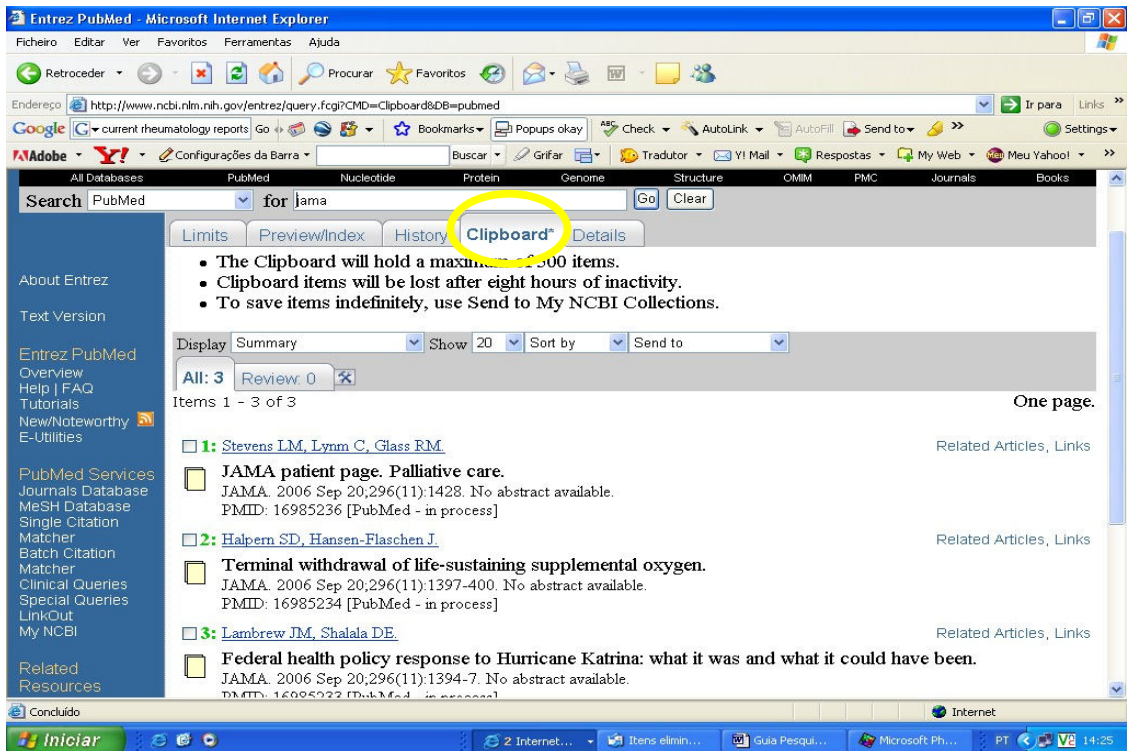 Entrez PubMed - Microsoft Internet Explorer
Ficheiro Editar Ver Favoritos Ferramentas Ajuda
Retroceder Procurar Favoritos
Endereço http://www.ncbi.nlm.nih.gov/entrez/query.fcgi?CMD=Clipboard&DB=pubmed Ir para Links »
Google G current rheumatology reports Go Bookmarks Popups okay Check AutoLink AutoFill Send to » Settings
Adobe Y! Configurações da Barra Buscar Grifar Tradutor Y! Mail Respostas My Web Meu Yahoo! »
All Databases PubMed Nucleotide Protein Genome Structure OMIM PMC Journals Books
Search PubMed for jama Go Clear
Limits Preview/Index History Clipboard* Details
• The Clipboard will hold a maximum of 500 items.
• Clipboard items will be lost after eight hours of inactivity.
• To save items indefinitely, use Send to My NCBI Collections.
About Entrez
Text Version
Entrez PubMed
Overview
Help | FAQ
Tutorials
New/Noteworthy
E-Utilities
PubMed Services
Journals Database
MeSH Database
Single Citation
Matcher
Batch Citation
Matcher
Clinical Queries
Special Queries
LinkOut
My NCBI
Related
Resources
Display Summary Show 20 Sort by Send to
All: 3 Review: 0
Items 1 - 3 of 3 One page.
1: Stevens LM, Lynm C, Glass RM. Related Articles, Links
JAMA patient page. Palliative care.
JAMA. 2006 Sep 20;296(11):1428. No abstract available.
PMID: 16985236 [PubMed - in process]
2: Halpern SD, Hansen-Flaschen J. Related Articles, Links
Terminal withdrawal of life-sustaining supplemental oxygen.
JAMA. 2006 Sep 20;296(11):1397-400. No abstract available.
PMID: 16985234 [PubMed - in process]
3: Lambrew JM, Shalala DE. Related Articles, Links
Federal health policy response to Hurricane Katrina: what it was and what it could have been.
JAMA. 2006 Sep 20;296(11):1394-7. No abstract available.
PMID: 16985233 [PubMed - in process]
Concluído Internet
Iniciar 2 Internet... Itens elimin... Guia Pesqui... Microsoft Ph... PT 14:25